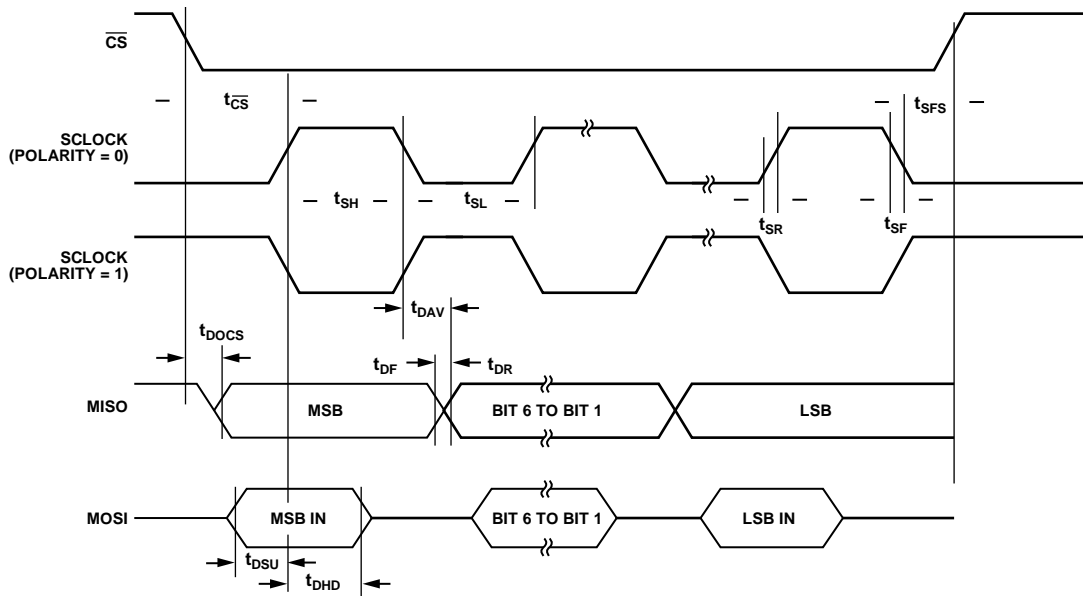 CS
tCS
tSFS
SCLOCK
(POLARITY = 0)
tSH
tSL
tSR
tSF
SCLOCK
(POLARITY = 1)
tDAV
tDOCS
tDF
tDR
MISO
MSB
BIT 6 TO BIT 1
LSB
MOSI
MSB IN
BIT 6 TO BIT 1
LSB IN
tDSU
tDHD